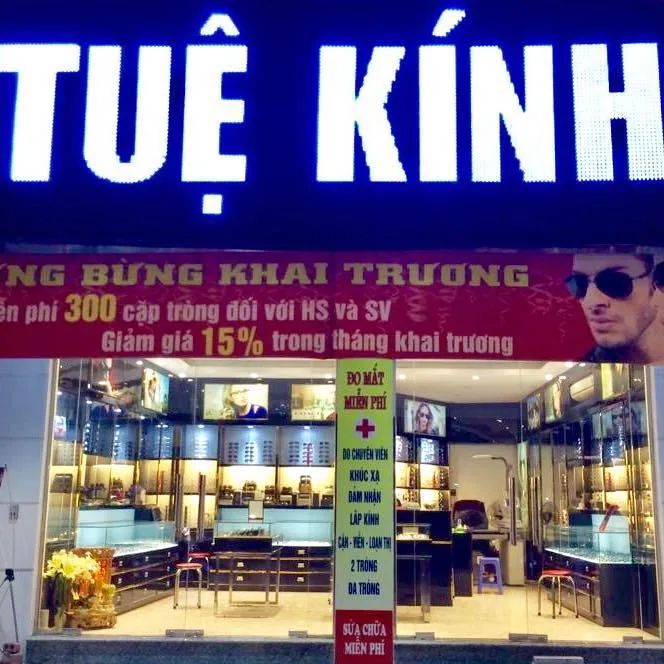 TUỆ KÍNH
NG BỪNG KHAI TRƯƠNG
ễn phí 300 cặp tròng đối với HS và SV
Giảm giá 15% trong tháng khai trương
ĐO MẮT
MIỄN PHÍ
DO CHUYÊN VIÊN
KHÚC XẠ
ĐẢM NHẬN
LẮP KÍNH
CẬN - VIỄN - LOẠN THỊ
2 TRÒNG
ĐA TRÒNG
SỬA CHỮA
MIỄN PHÍ